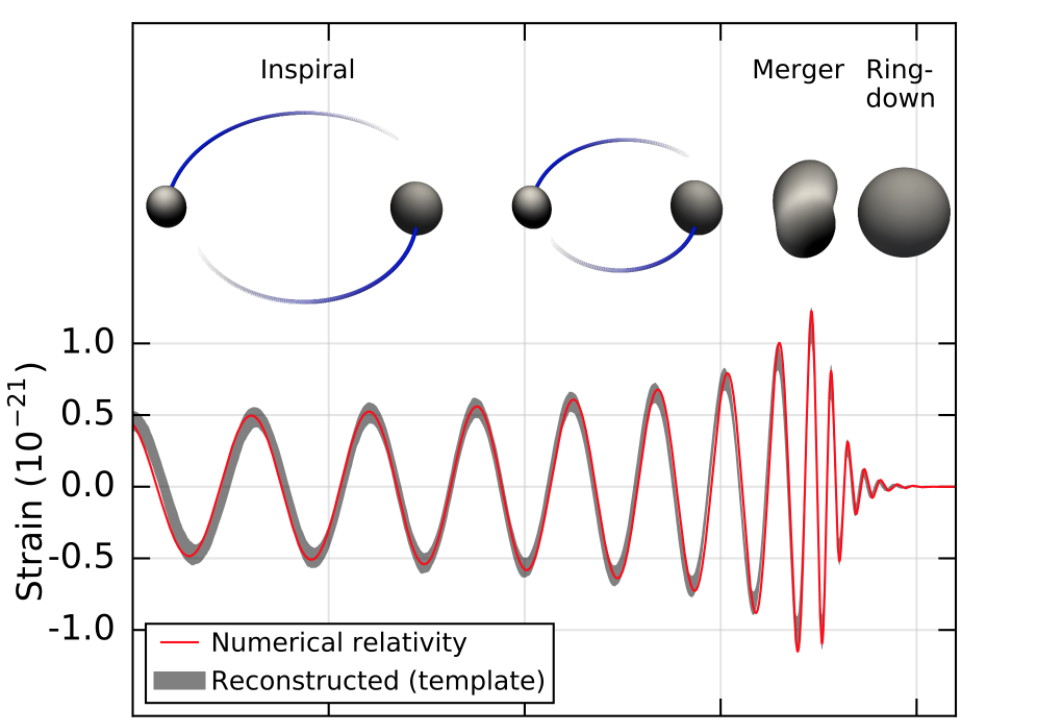 Inspiral
Merger
Ring-
down
Strain (10⁻²¹)
1.0
0.5
0.0
-0.5
-1.0
Numerical relativity
Reconstructed (template)